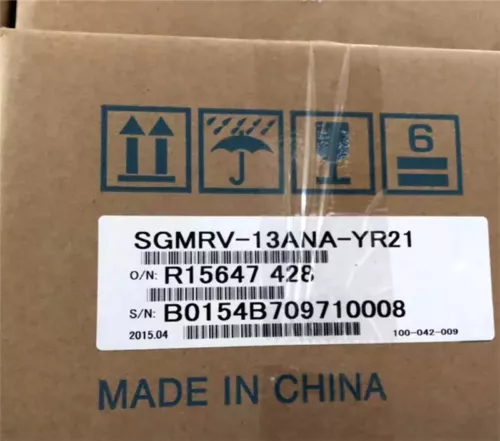 6
SGMRV-13ANA-YR21
O/N: R15647 428
S/N: B0154B709710008
2015.04 100-042-009
MADE IN CHINA